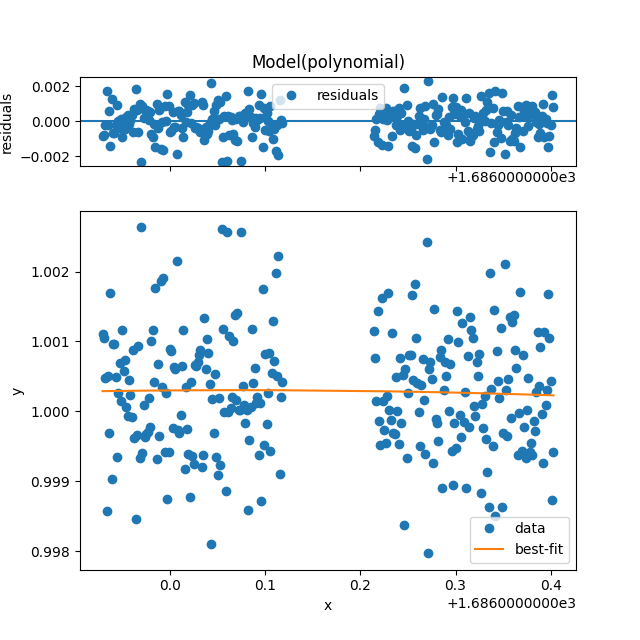 Model(polynomial)
residuals
0.002
0.000
−0.002
residuals
+1.6860000000e3
y
1.002
1.001
1.000
0.999
0.998
data
best-fit
0.0 0.1 0.2 0.3 0.4
x
+1.6860000000e3